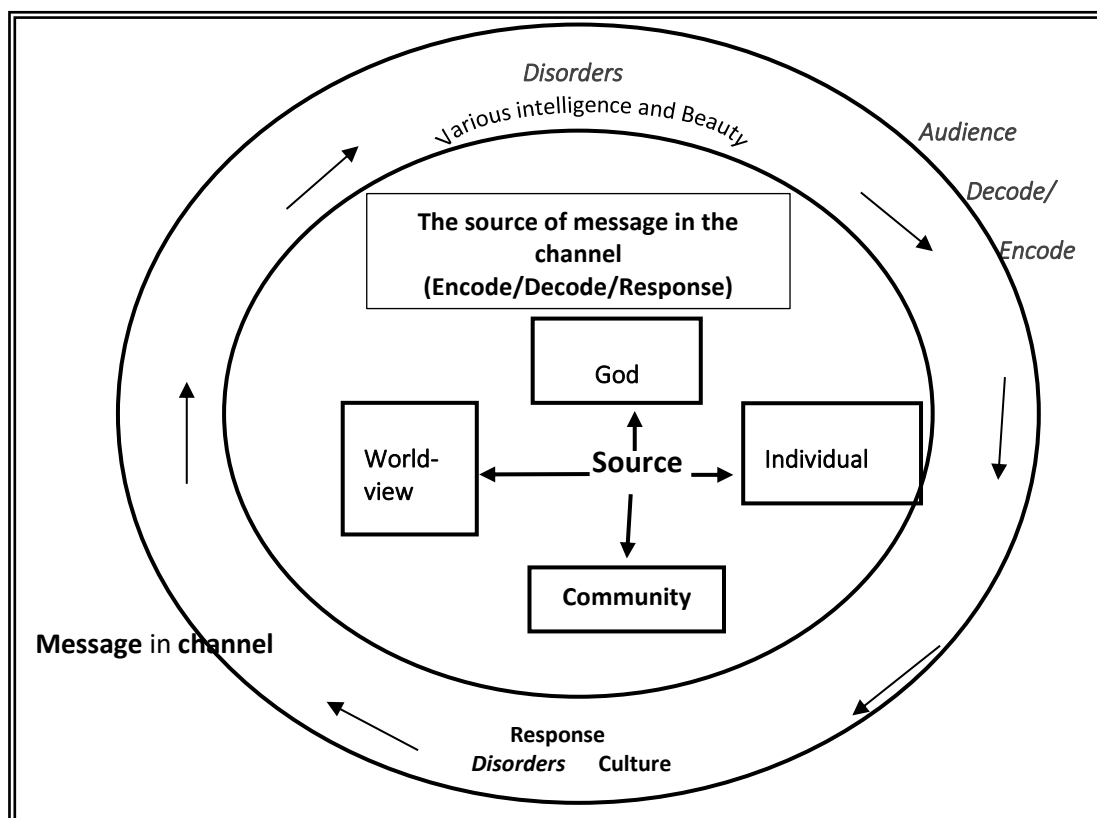 Disorders
Various intelligence and Beauty
Audience
Decode/
Encode
The source of message in the
channel
(Encode/Decode/Response)
God
World-
view
Source
Individual
Community
Message in channel
Response
Disorders Culture